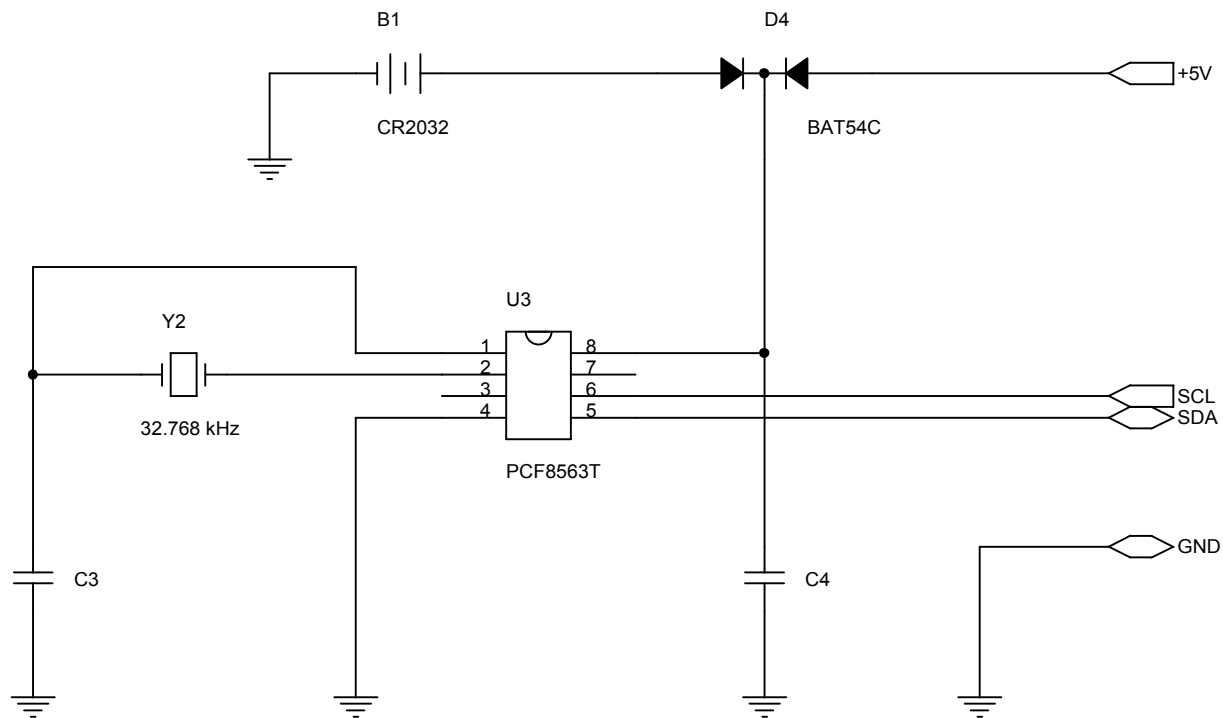 B1
D4
+5V
CR2032
BAT54C
U3
Y2
1
8
2
7
3
6
SCL
4
5
SDA
32.768 kHz
PCF8563T
GND
C3
C4